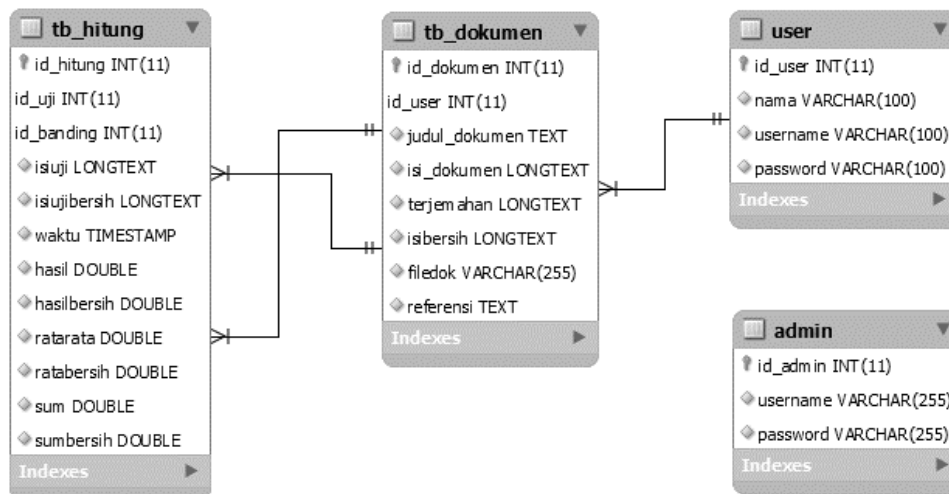 tb_hitung
id_hitung INT(11)
id_uji INT(11)
id_banding INT(11)
isiuji LONGTEXT
isiujibersih LONGTEXT
waktu TIMESTAMP
hasil DOUBLE
hasilbersih DOUBLE
ratarata DOUBLE
ratabersih DOUBLE
sum DOUBLE
sumbersih DOUBLE
Indexes
tb_dokumen
id_dokumen INT(11)
id_user INT(11)
judul_dokumen TEXT
isi_dokumen LONGTEXT
terjemahan LONGTEXT
isibersih LONGTEXT
filedok VARCHAR(255)
referensi TEXT
Indexes
user
id_user INT(11)
nama VARCHAR(100)
username VARCHAR(100)
password VARCHAR(100)
Indexes
admin
id_admin INT(11)
username VARCHAR(255)
password VARCHAR(255)
Indexes